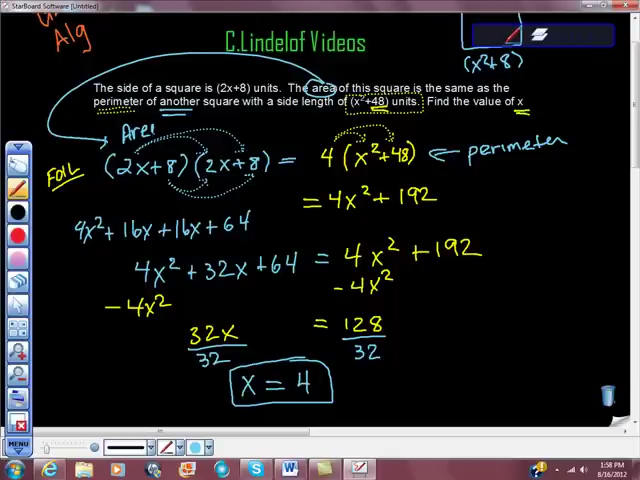 StarBoard Software [Untitled]
Alg
C.Lindelof Videos
(x²+8)
The side of a square is (2x+8) units. The area of this square is the same as the
perimeter of another square with a side length of (x²+48) units. Find the value of x
Area
FOIL (2x+8)(2x+8) = 4(x²+48) ← perimeter
= 4x²+192
4x²+16x+16x+64
4x²+32x+64 = 4x²+192
-4x² -4x²
32x = 128
32 32
x = 4
MENU
1:58 PM
8/16/2012